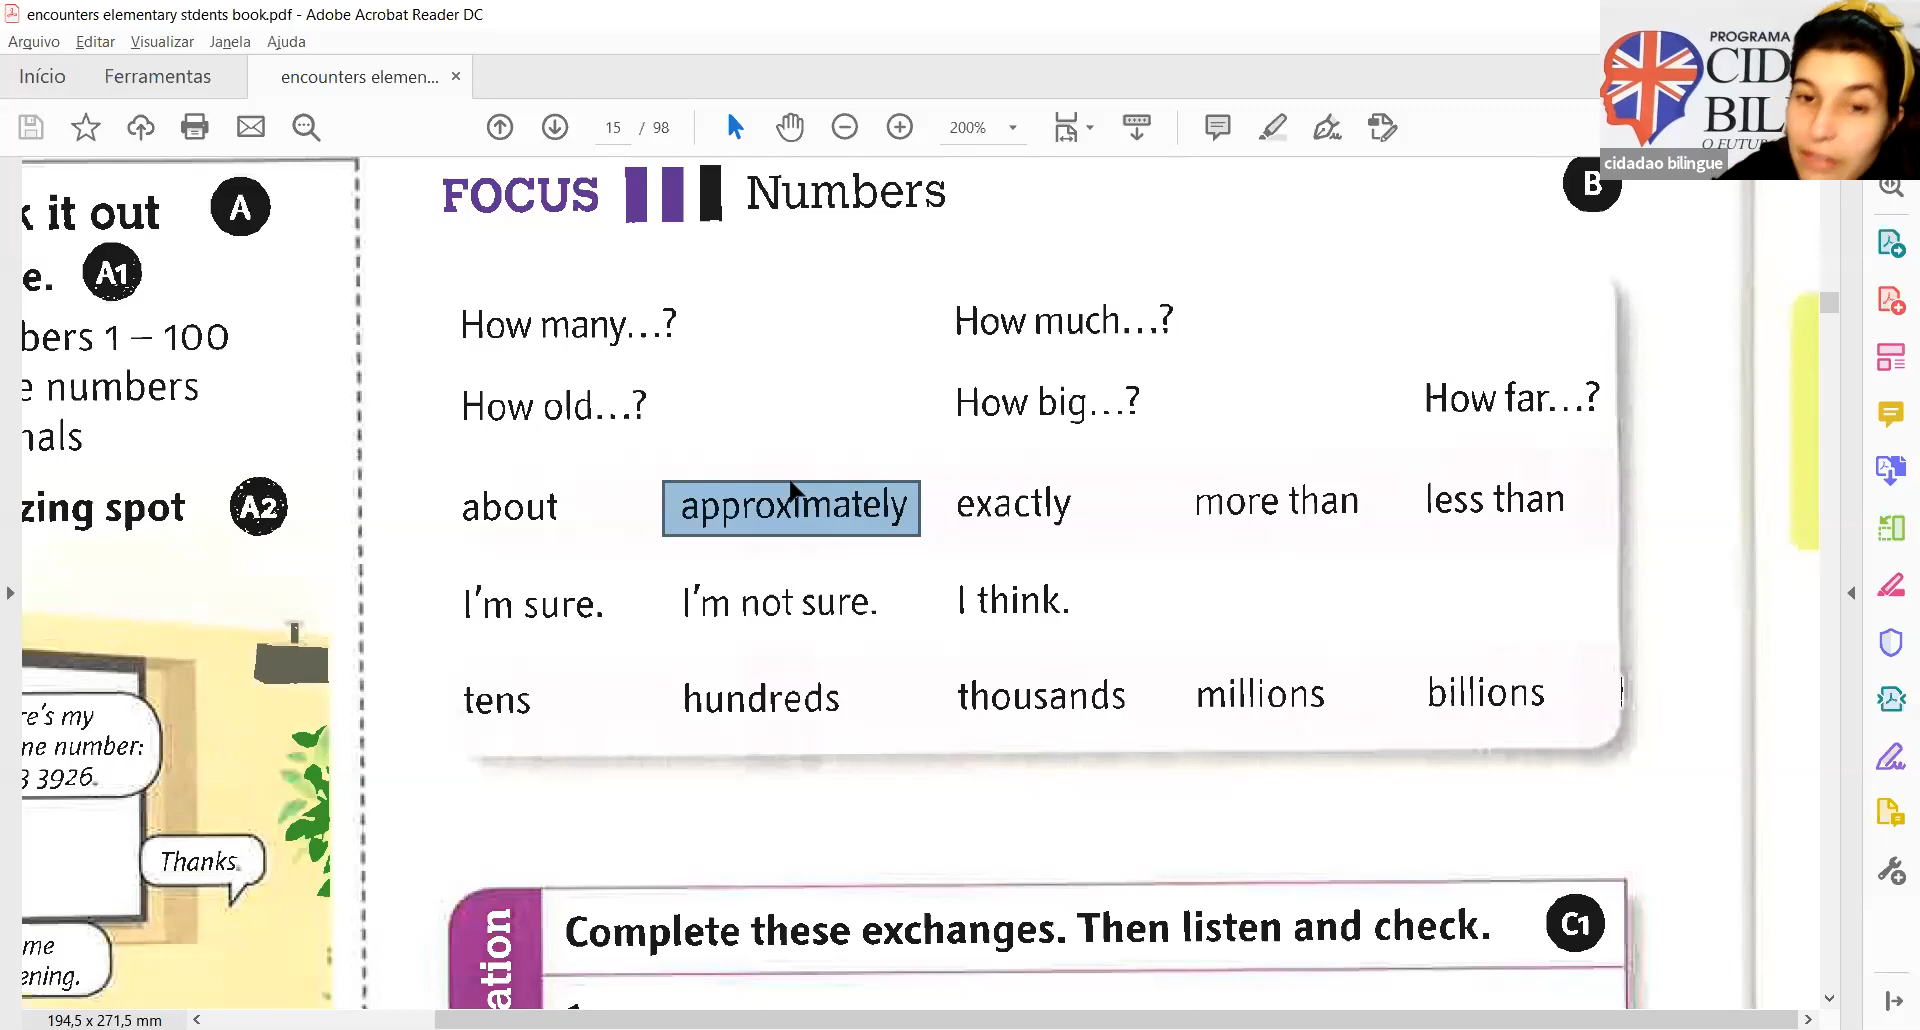 encounters elementary stdents book.pdf - Adobe Acrobat Reader DC
Arquivo Editar Visualizar Janela Ajuda
Início Ferramentas encounters elemen... ×
15 / 98 200%
PROGRAMA
CID
BIL
O FUTUR
cidadao bilingue
k it out A
e. A1
bers 1 – 100
e numbers
nals
zing spot A2
re's my
ne number:
3 3926.
Thanks.
me
ening.
FOCUS Numbers B
How many...? How much...?
How old...? How big...? How far...?
about approximately exactly more than less than
I'm sure. I'm not sure. I think.
tens hundreds thousands millions billions
ation
Complete these exchanges. Then listen and check. C1
194,5 x 271,5 mm